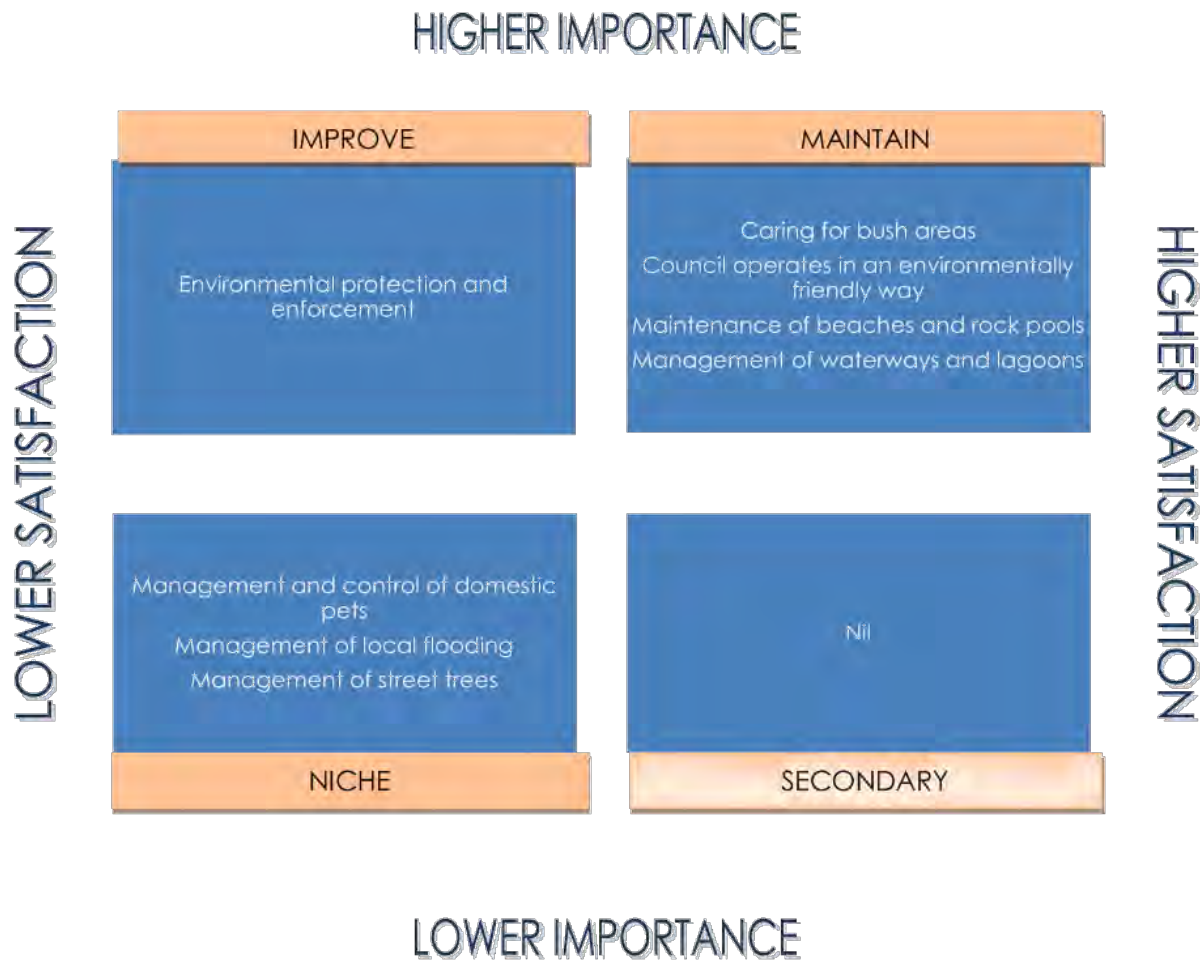 HIGHER IMPORTANCE
IMPROVE
MAINTAIN
LOWER SATISFACTION
Environmental protection and
enforcement
Caring for bush areas
Council operates in an environmentally
friendly way
Maintenance of beaches and rock pools
Management of waterways and lagoons
HIGHER SATISFACTION
Management and control of domestic
pets
Management of local flooding
Management of street trees
Nil
NICHE
SECONDARY
LOWER IMPORTANCE